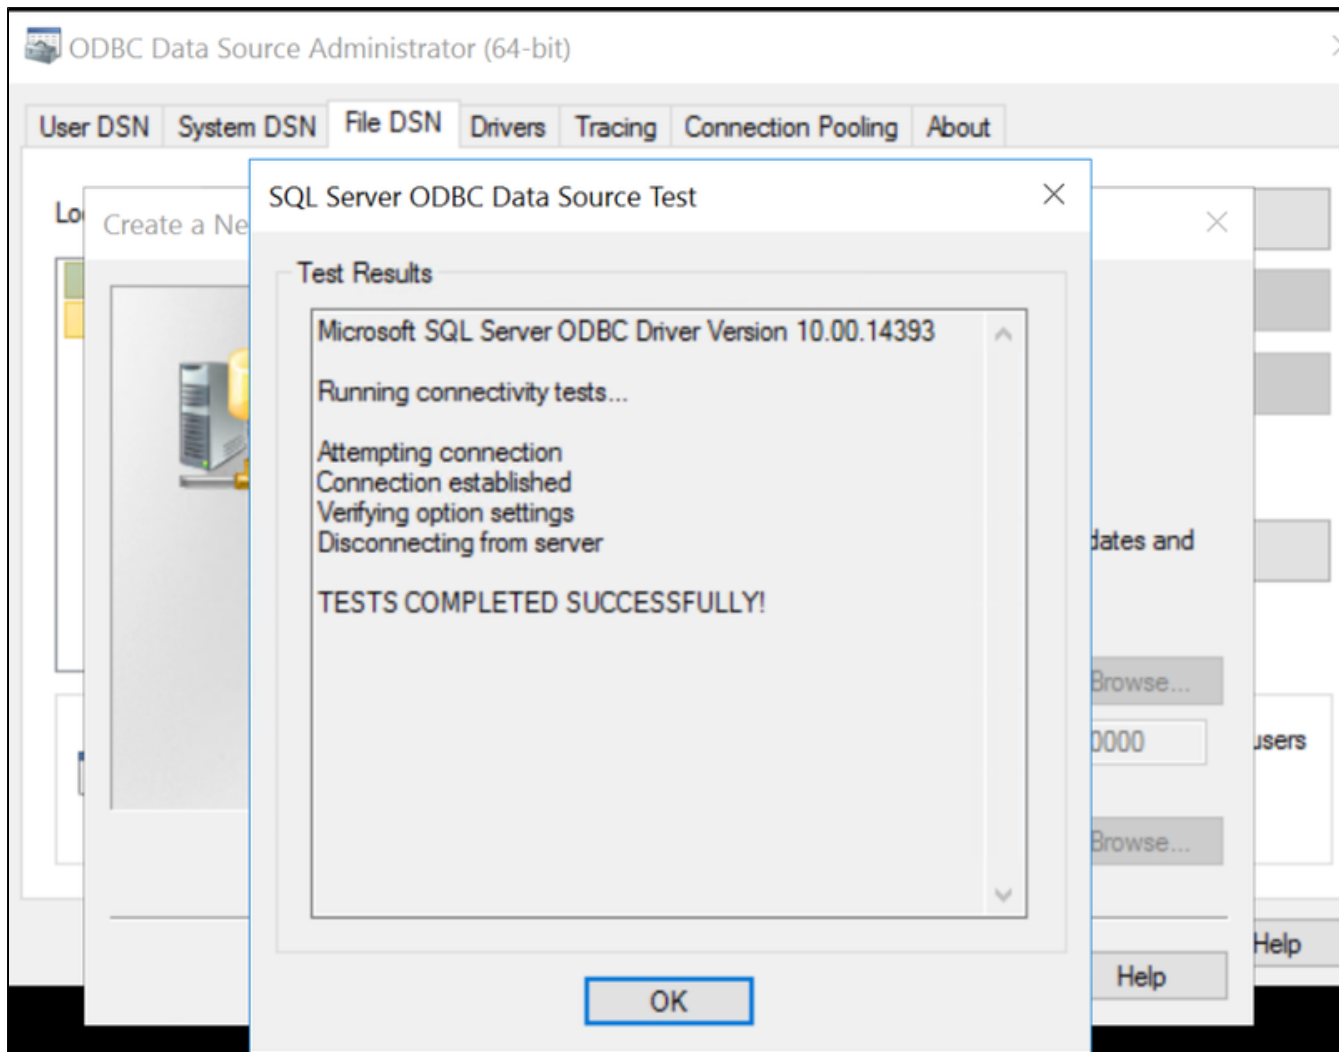 ODBC Data Source Administrator (64-bit)
User DSN System DSN File DSN Drivers Tracing Connection Pooling About
Create a Ne
SQL Server ODBC Data Source Test
Test Results
Microsoft SQL Server ODBC Driver Version 10.00.14393
Running connectivity tests...
Attempting connection
Connection established
Verifying option settings
Disconnecting from server
TESTS COMPLETED SUCCESSFULLY!
OK
dates and
Browse...
0000
users
Browse...
Help
Help